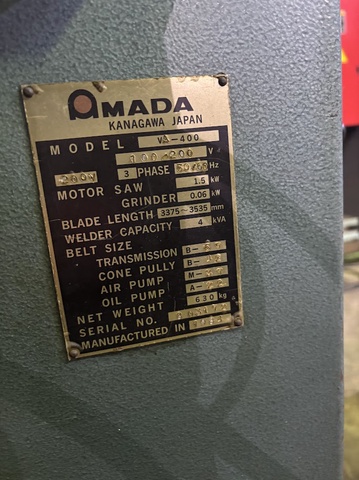 AMADA
KANAGAWA JAPAN
MODEL VA-400
V
3 PHASE Hz
MOTOR SAW 1.5 kW
GRINDER 0.06 kW
BLADE LENGTH 3375~3535 mm
WELDER CAPACITY 4 kVA
BELT SIZE
TRANSMISSION B-
CONE PULLY B-
AIR PUMP M-
OIL PUMP A-
NET WEIGHT 630 kg
SERIAL NO.
MANUFACTURED IN